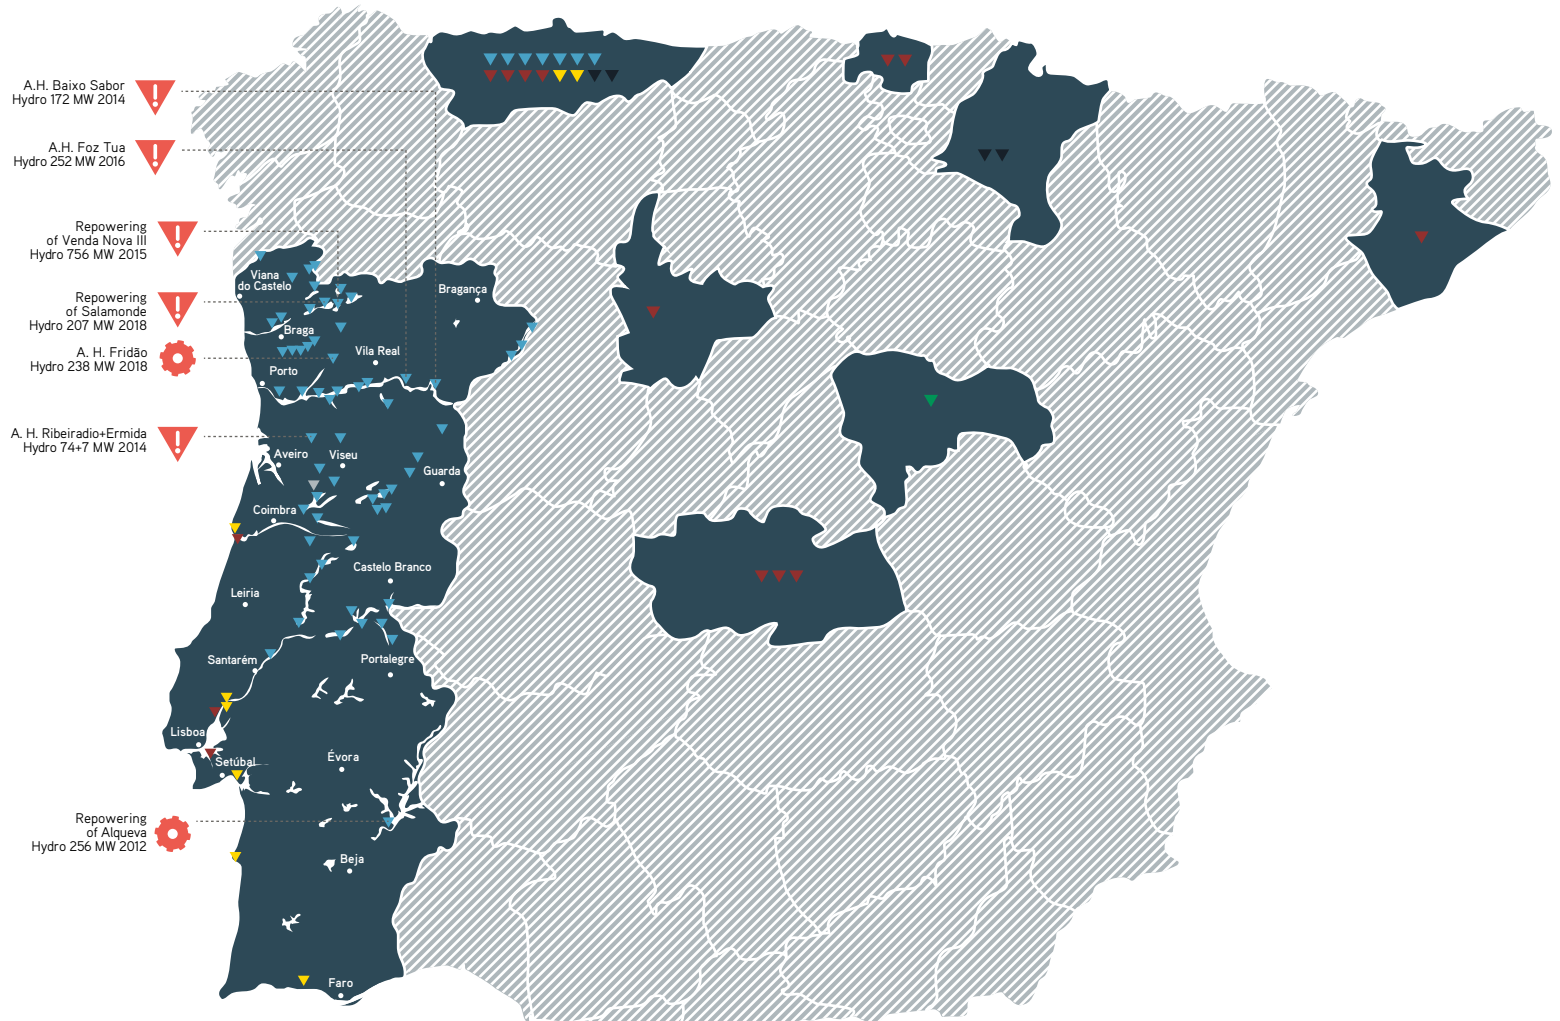 A.H. Baixo Sabor
Hydro 172 MW 2014
A.H. Foz Tua
Hydro 252 MW 2016
Repowering
of Venda Nova III
Hydro 756 MW 2015
Repowering
of Salamonde
Hydro 207 MW 2018
A. H. Fridão
Hydro 238 MW 2018
A. H. Ribeiradio+Ermida
Hydro 74+7 MW 2014
Repowering
of Alqueva
Hydro 256 MW 2012
Viana
do Castelo
Bragança
Braga
Vila Real
Porto
Aveiro
Viseu
Guarda
Coimbra
Castelo Branco
Leiria
Santarém
Portalegre
Lisboa
Setúbal
Évora
Beja
Faro